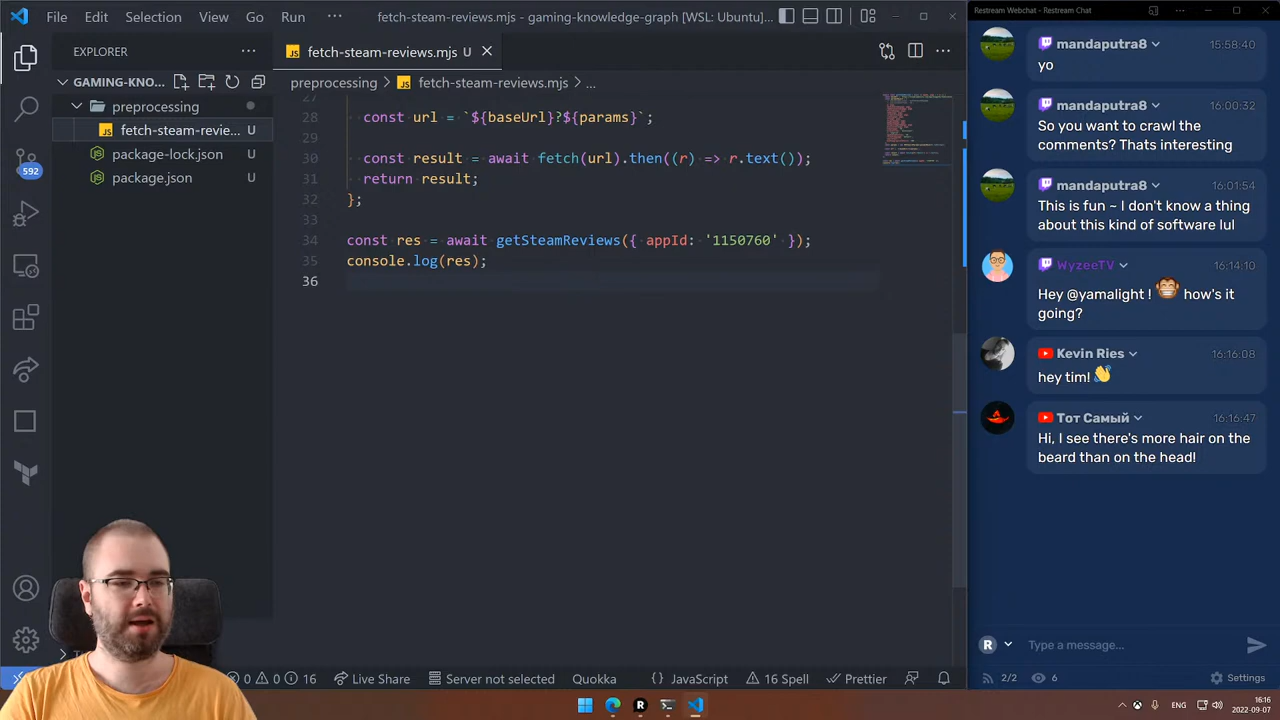 File Edit Selection View Go Run ··· fetch-steam-reviews.mjs - gaming-knowledge-graph [WSL: Ubuntu]...
EXPLORER ···
GAMING-KNO...
preprocessing
fetch-steam-revie... U
package-lock.json
package.json
592
JS fetch-steam-reviews.mjs U
preprocessing > JS fetch-steam-reviews.mjs > ...
27
const url = `${baseUrl}?${params}`;
29
30 const result = await fetch(url).then((r) => r.text());
31 return result;
32 };
33
34 const res = await getSteamReviews({ appId: '1150760' });
35 console.log(res);
36
0 0 16 Live Share Server not selected Quokka {} JavaScript 16 Spell Prettier
Restream Webchat - Restream Chat
mandaputra8 15:58:40
yo
mandaputra8 16:00:32
So you want to crawl the
comments? Thats intresting
mandaputra8 16:01:54
This is fun ~ I don't know a thing
about this kind of software lul
WyzeeTV 16:14:10
Hey @yamalight ! how's it
going?
Kevin Ries 16:16:08
hey tim!
Тот Самый 16:16:47
Hi, I see there's more hair on the
beard than on the head!
R Type a message...
2/2 6 Settings
ENG 16:16
2022-09-07